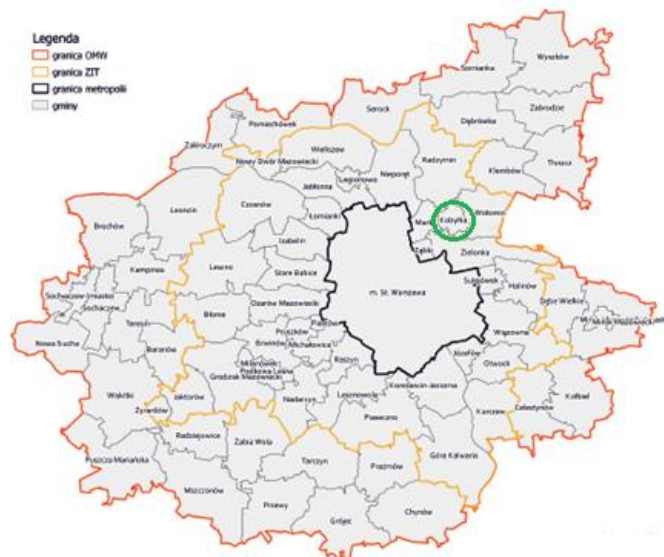 Legenda
granica OMW
granica ZIT
granica metropolii
gminy
Somianka
Wyszków
Serock
Zabrodzie
Pomiechówek
Dąbrówka
Zakroczym
Wieliszew
Radzymin
Tłuszcz
Nowy Dwór Mazowiecki
Nieporęt
Klembów
Legionowo
Jabłonna
Leoncin
Czosnów
Łomianki
Kobyłka
Wołomin
Brochów
Izabelin
Ząbki
Zielonka
Kampinos
Leszno
Stare Babice
m. St. Warszawa
Sulejówek
Halinów
Dębe Wielkie
Sochaczew (miasto)
Sochaczew
Błonie
Ożarów Mazowiecki
Teresin
Piastów
Pruszków
Wiązowna
Nowa Sucha
Baranów
Brwinów
Michałowice
Józefów
Milanówek
Podkowa Leśna
Raszyn
Otwock
Grodzisk Mazowiecki
Konstancin-Jeziorna
Wiskitki
Jaktorów
Nadarzyn
Lesznowola
Karczew
Celestynów
Kołbiel
Żyrardów
Piaseczno
Radziejowice
Żabia Wola
Góra Kalwaria
Puszcza Mariańska
Tarczyn
Prażmów
Mszczonów
Pniewy
Grójec
Chynów